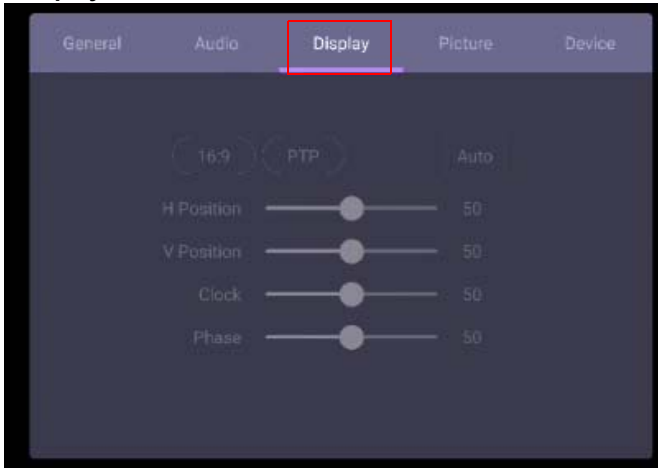 General Audio Display Picture Device
16:9 PTP Auto
H Position 50
V Position 50
Clock 50
Phase 50